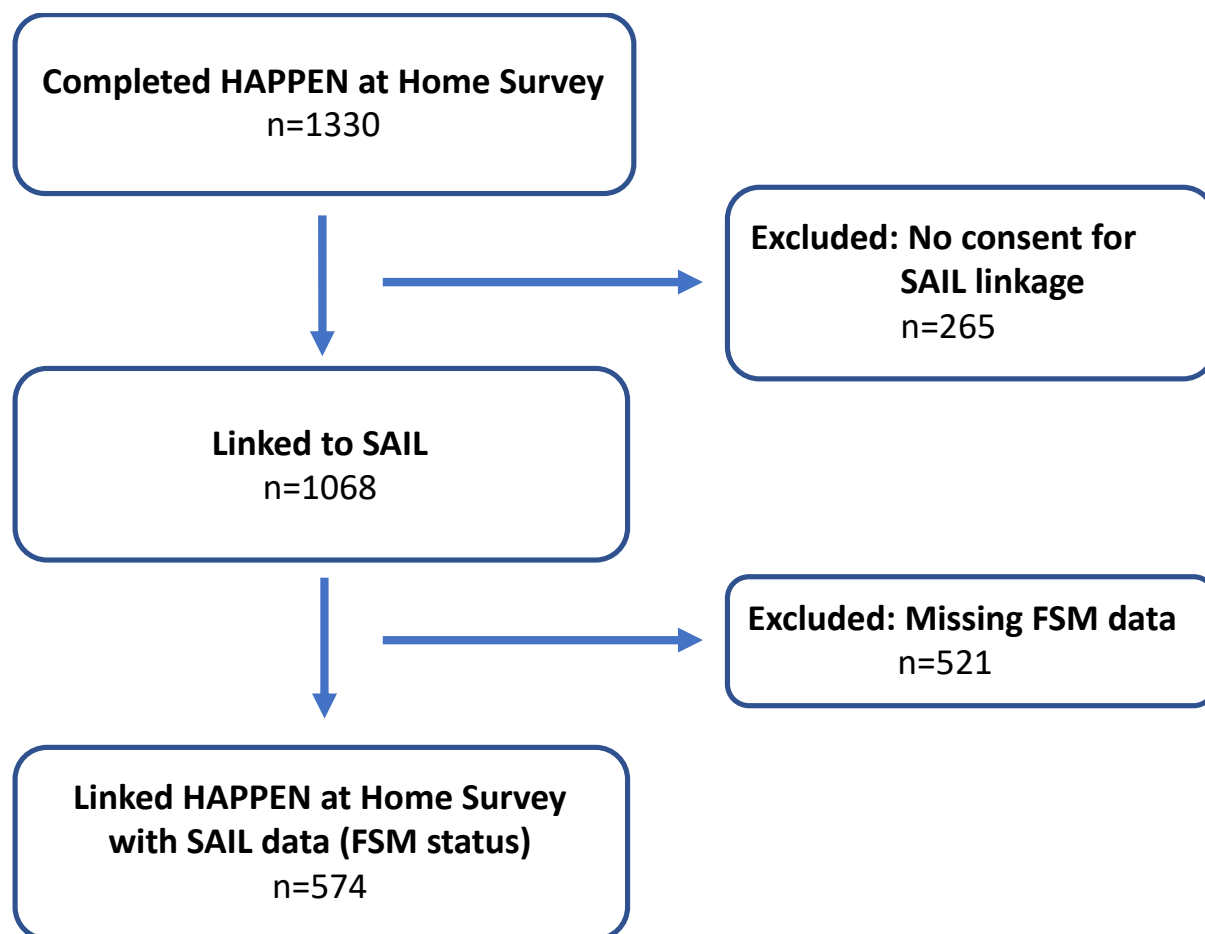 Completed HAPPEN at Home Survey
n=1330
Excluded: No consent for
SAIL linkage
n=265
Linked to SAIL
n=1068
Excluded: Missing FSM data
n=521
Linked HAPPEN at Home Survey
with SAIL data (FSM status)
n=574